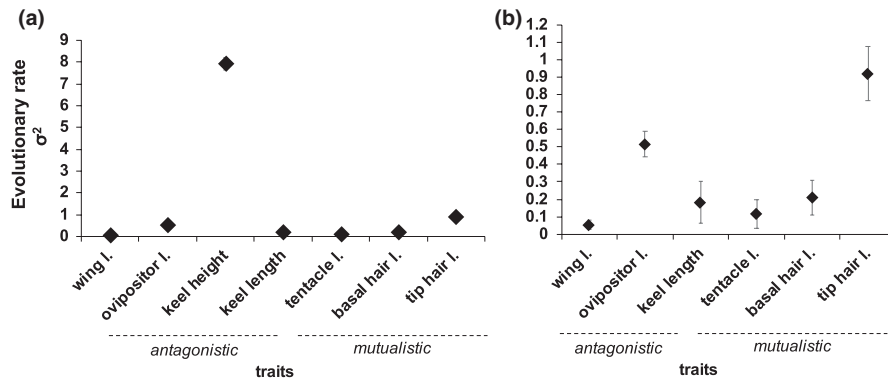 (a)
9
8
7
6
5
4
3
2
1
0
Evolutionary rate
σ2
wing l.
ovipositor l.
keel height
keel length
tentacle l.
basal hair l.
tip hair l.
antagonistic
mutualistic
traits
(b)
1.2
1.1
1
0.9
0.8
0.7
0.6
0.5
0.4
0.3
0.2
0.1
0
wing l.
ovipositor l.
keel length
tentacle l.
basal hair l.
tip hair l.
antagonistic
mutualistic
traits